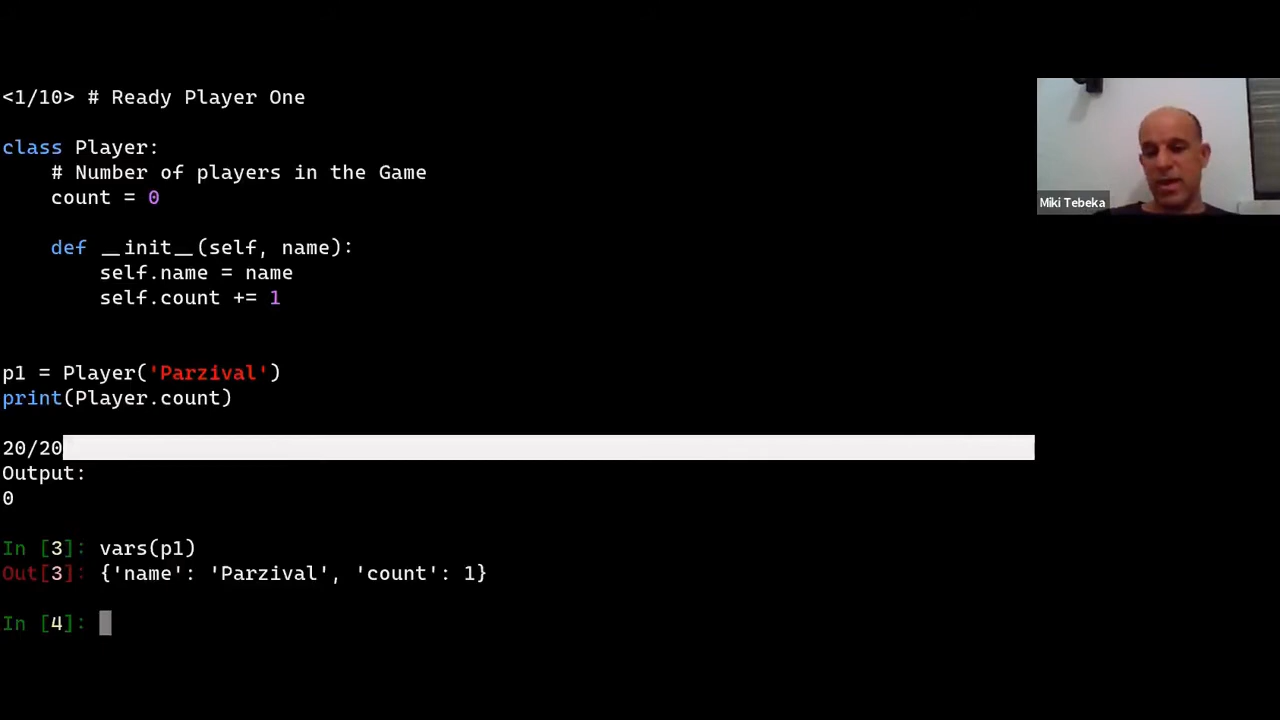 <1/10> # Ready Player One
class Player:
    # Number of players in the Game
    count = 0
    def __init__(self, name):
        self.name = name
        self.count += 1
p1 = Player('Parzival')
print(Player.count)
20/20
Output:
0
In [3]: vars(p1)
Out[3]: {'name': 'Parzival', 'count': 1}
In [4]:
Miki Tebeka